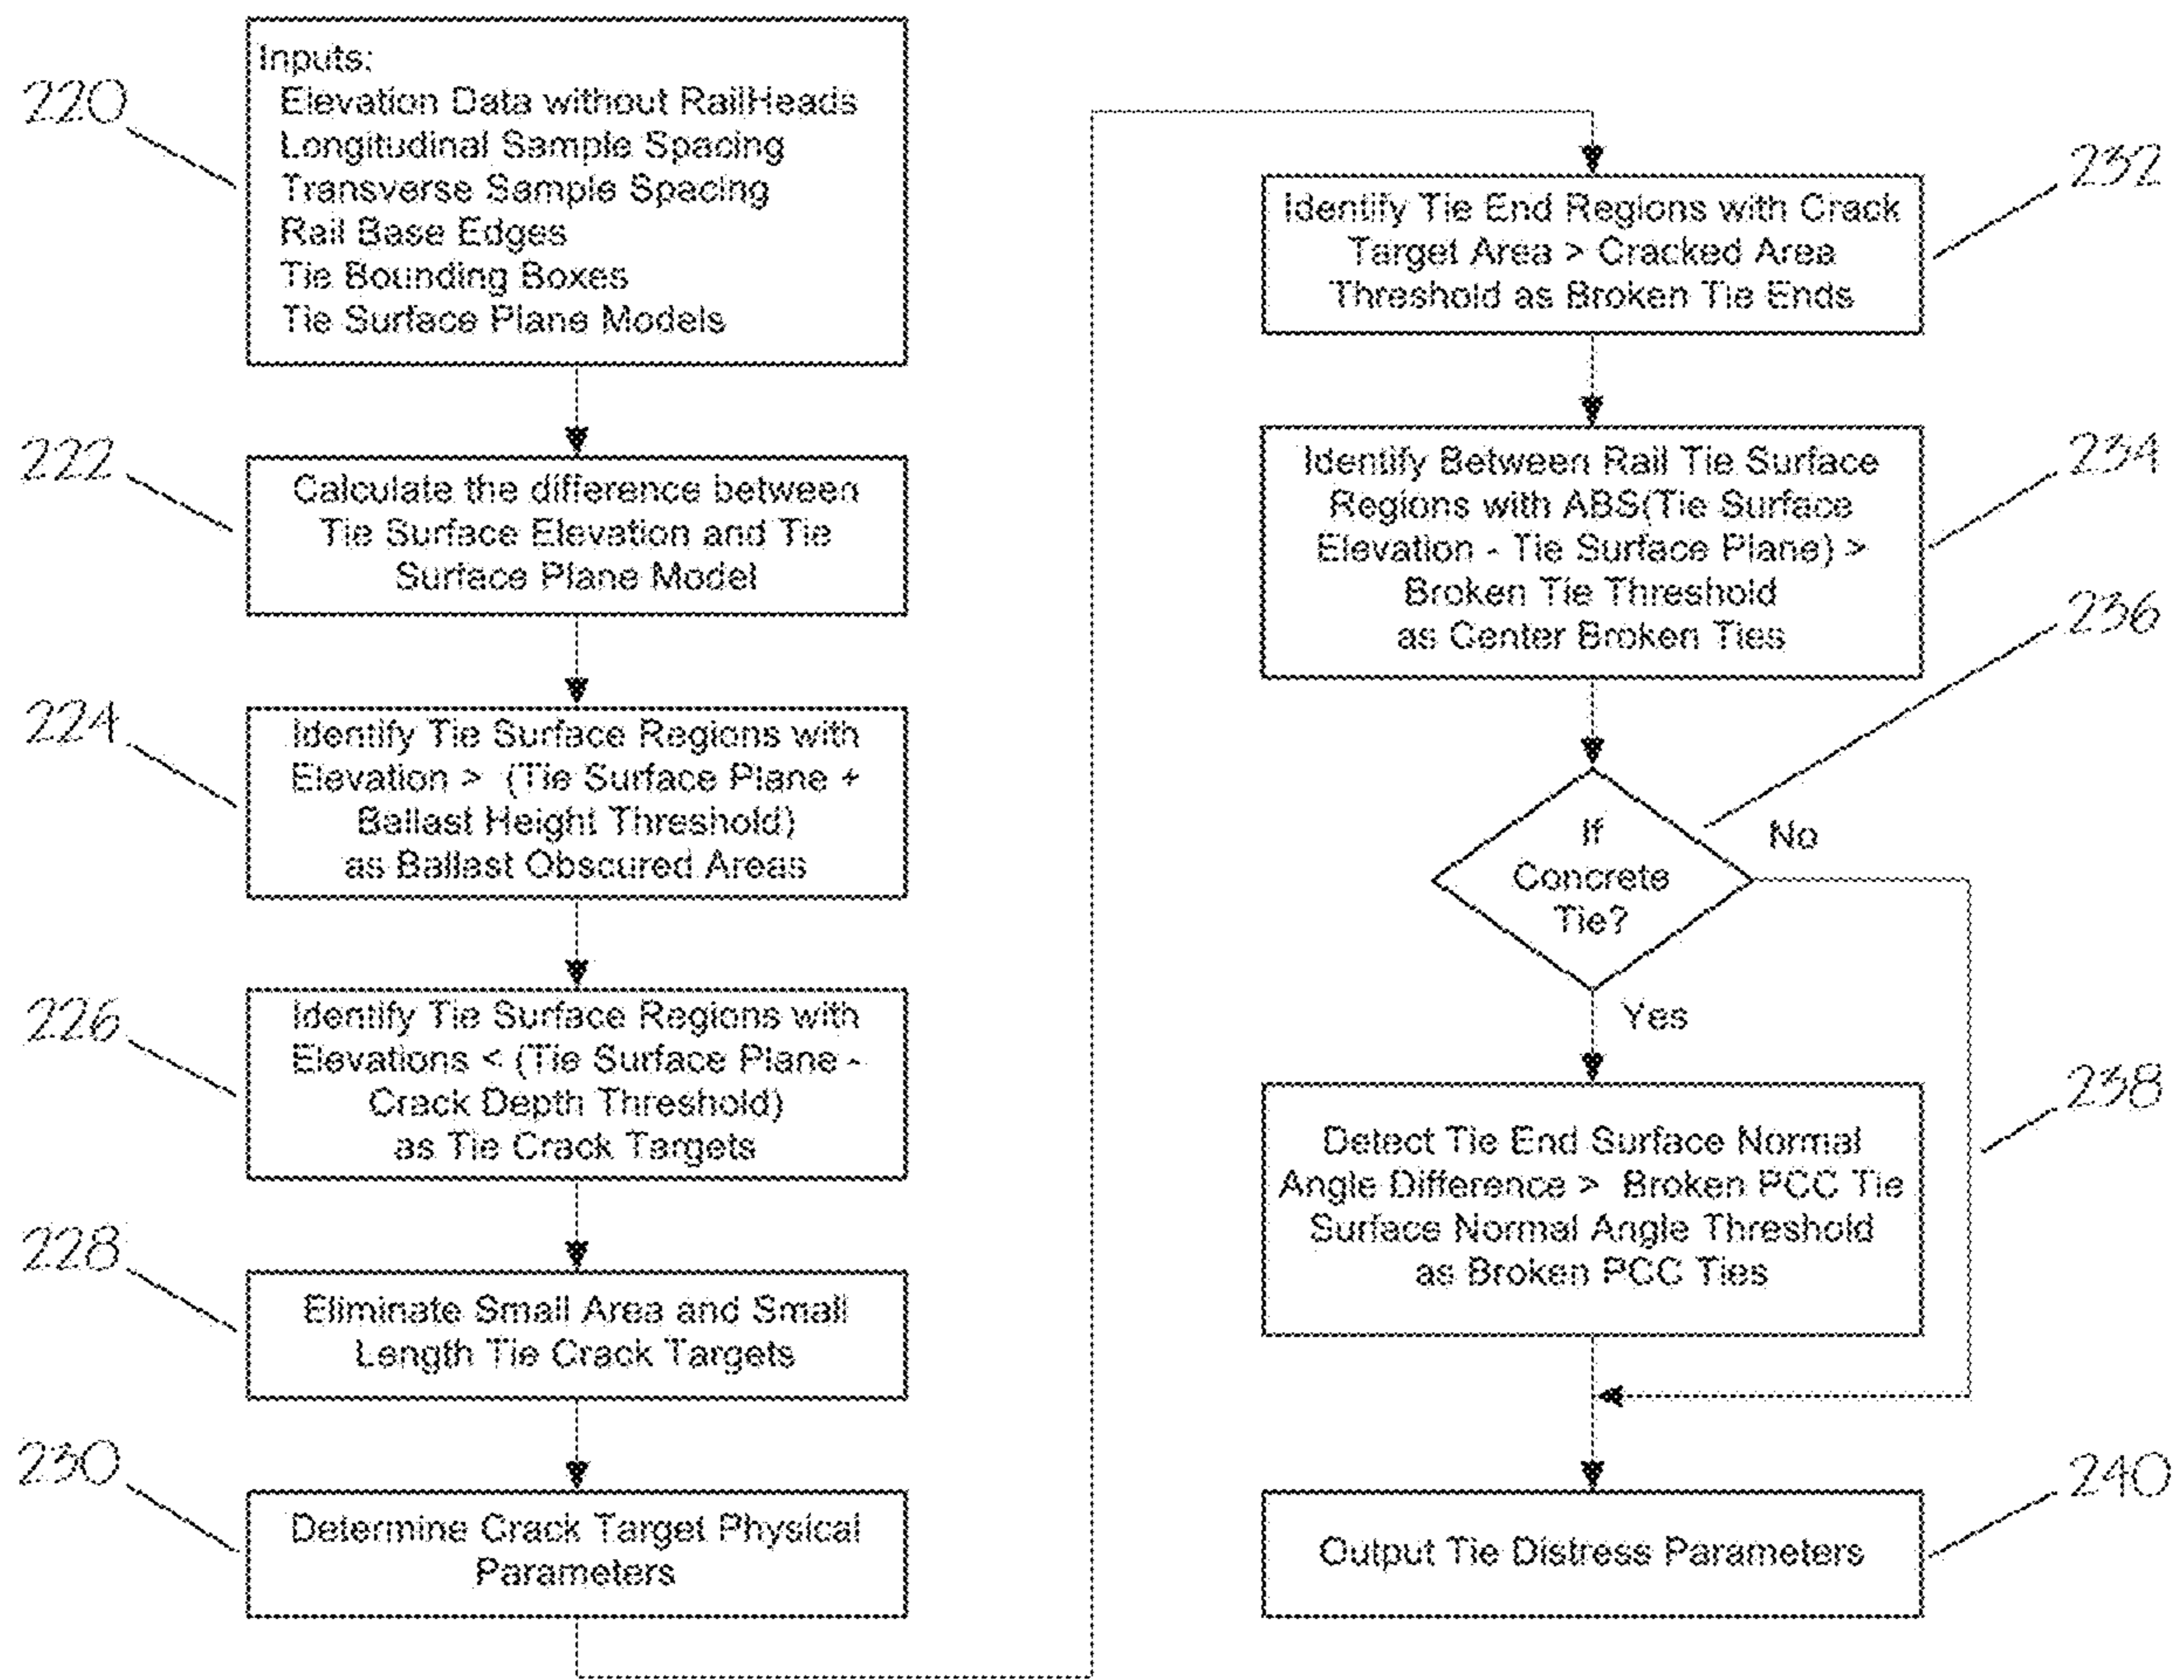 220
Inputs:
Elevation Data without RailHeads
Longitudinal Sample Spacing
Transverse Sample Spacing
Rail Base Edges
Tie Bounding Boxes
Tie Surface Plane Models
222
Calculate the difference between
Tie Surface Elevation and Tie
Surface Plane Model
224
Identify Tie Surface Regions with
Elevation > (Tie Surface Plane +
Ballast Height Threshold)
as Ballast Obscured Areas
226
Identify Tie Surface Regions with
Elevations < (Tie Surface Plane -
Crack Depth Threshold)
as Tie Crack Targets
228
Eliminate Small Area and Small
Length Tie Crack Targets
230
Determine Crack Target Physical
Parameters
232
Identify Tie End Regions with Crack
Target Area > Cracked Area
Threshold as Broken Tie Ends
234
Identify Between Rail Tie Surface
Regions with ABS(Tie Surface
Elevation - Tie Surface Plane) >
Broken Tie Threshold
as Center Broken Ties
236
If
Concrete
Tie?
No
Yes
238
Detect Tie End Surface Normal
Angle Difference > Broken PCC Tie
Surface Normal Angle Threshold
as Broken PCC Ties
240
Output Tie Distress Parameters